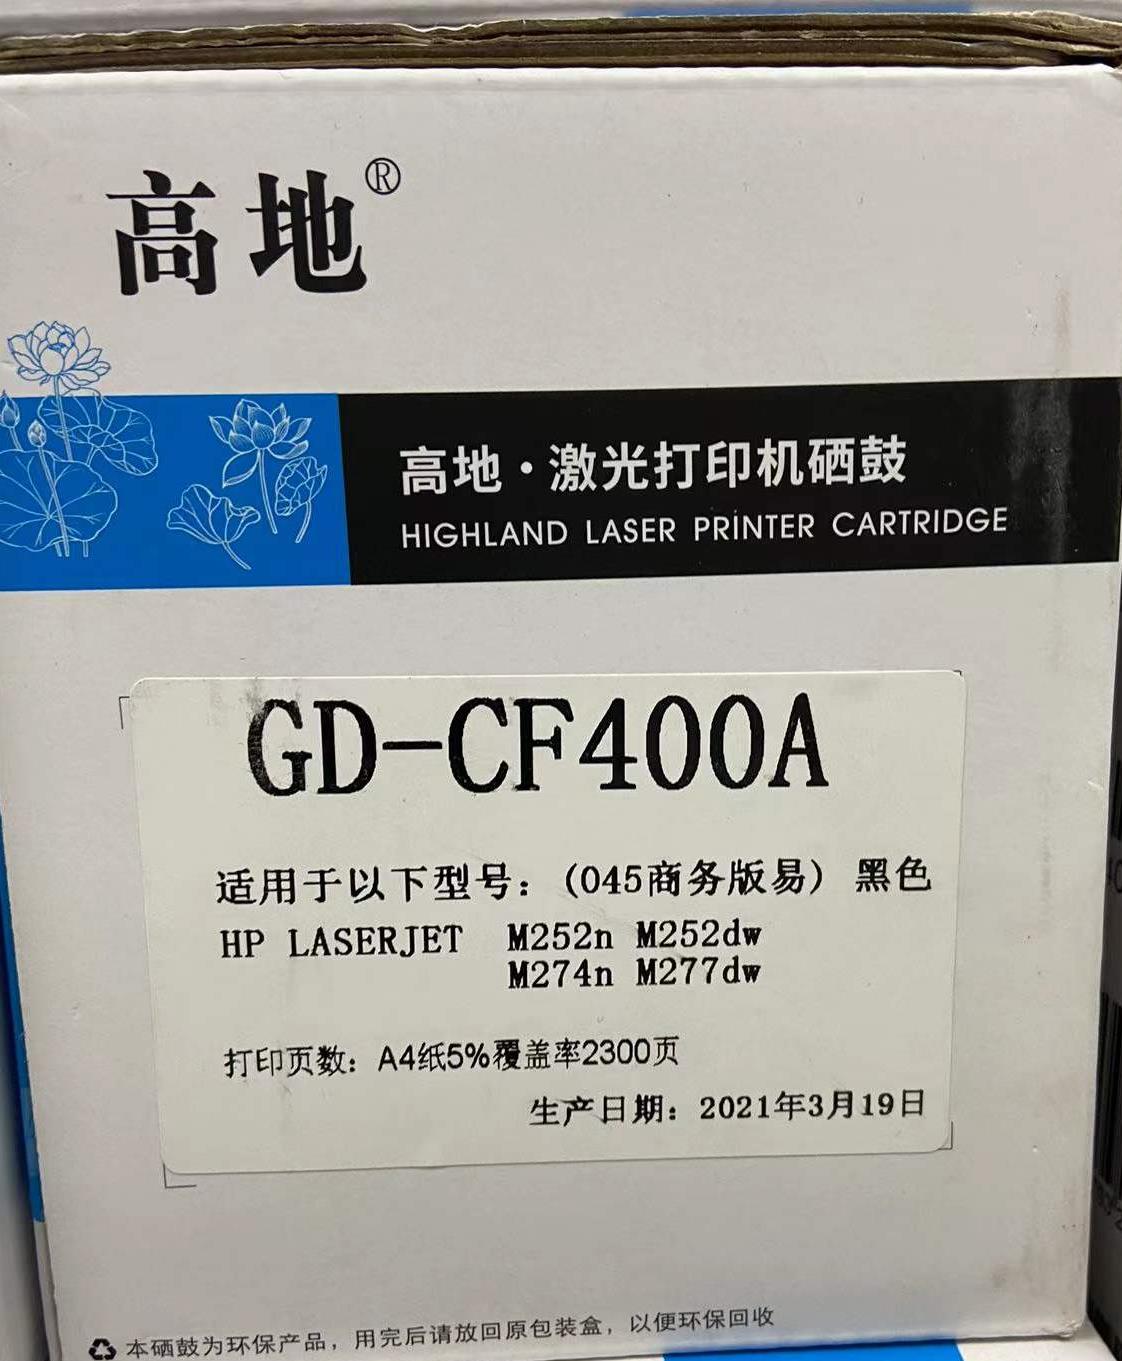 高地®
高地·激光打印机硒鼓
HIGHLAND LASER PRINTER CARTRIDGE
GD-CF400A
适用于以下型号：(045商务版易) 黑色
HP LASERJET M252n M252dw
M274n M277dw
打印页数：A4纸5%覆盖率2300页
生产日期：2021年3月19日
本硒鼓为环保产品，用完后请放回原包装盒，以便环保回收